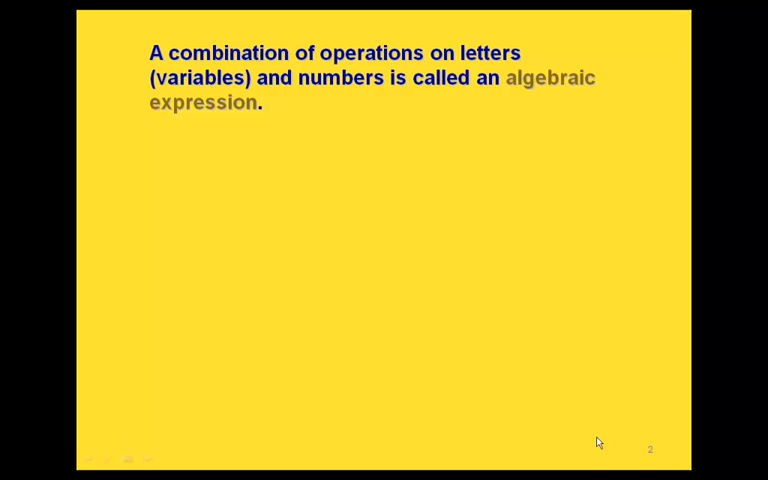 A combination of operations on letters
(variables) and numbers is called an algebraic
expression.
2